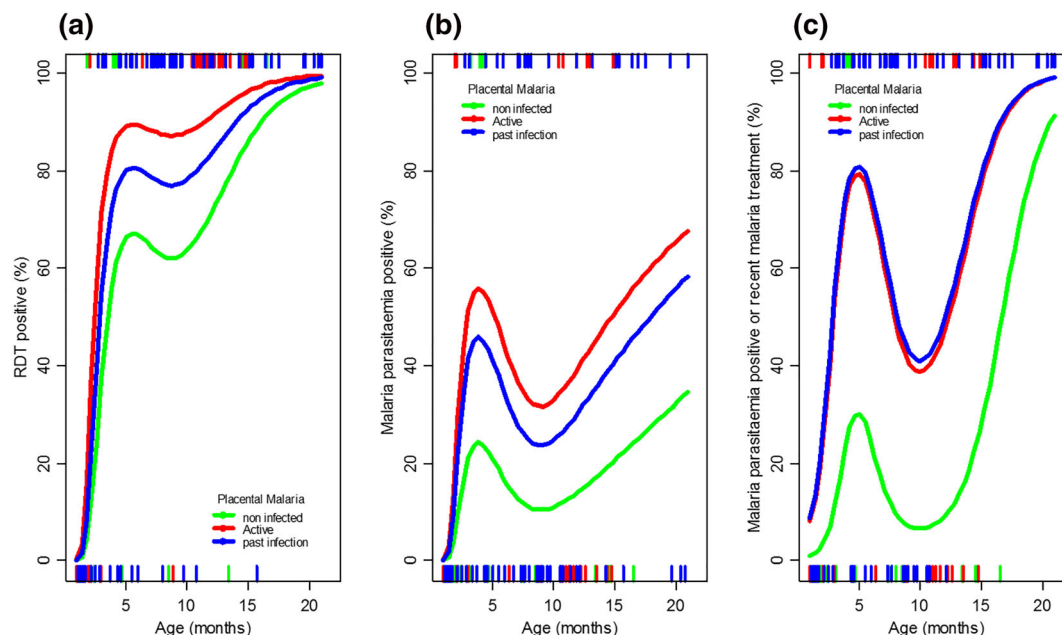 (a)
RDT positive (%)
0
20
40
60
80
100
Placental Malaria
non infected
Active
past infection
5
10
15
20
Age (months)
(b)
Malaria parasitaemia positive (%)
0
20
40
60
80
100
Placental Malaria
non infected
Active
past infection
5
10
15
20
Age (months)
(c)
Malaria parasitaemia positive or recent malaria treatment (%)
0
20
40
60
80
100
Placental Malaria
non infected
Active
past infection
5
10
15
20
Age (months)